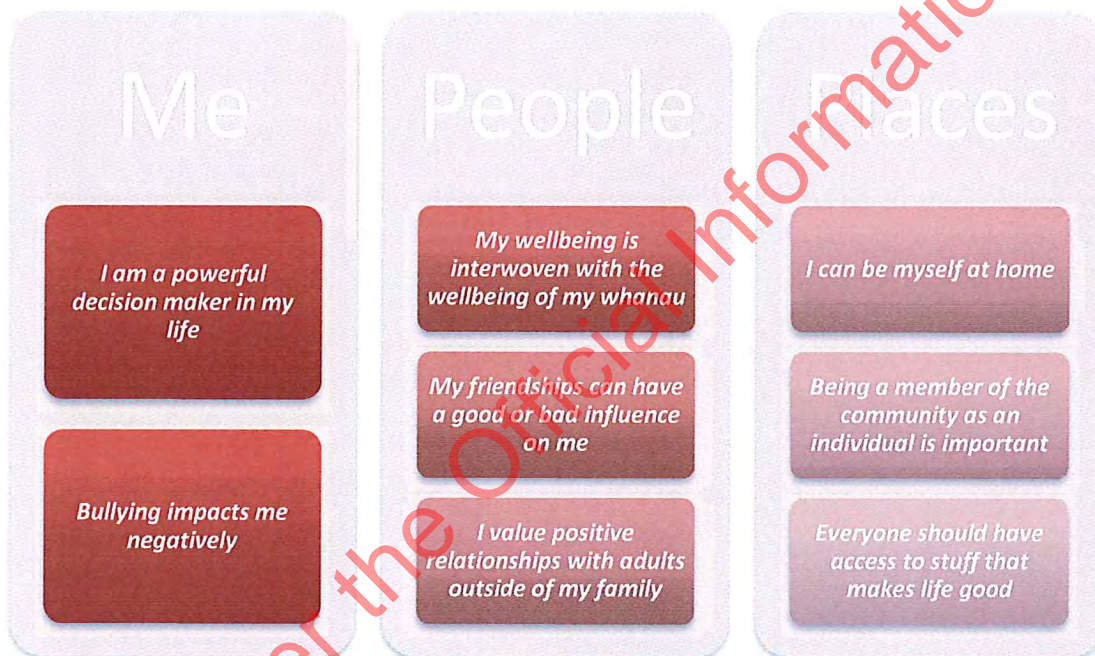 Me
I am a powerful
decision maker in my
life
Bullying impacts me
negatively
People
My wellbeing is
interwoven with the
wellbeing of my whanau
My friendships can have
a good or bad influence
on me
I value positive
relationships with adults
outside of my family
Places
I can be myself at home
Being a member of the
community as an
individual is important
Everyone should have
access to stuff that
makes life good
er the Official Informatio